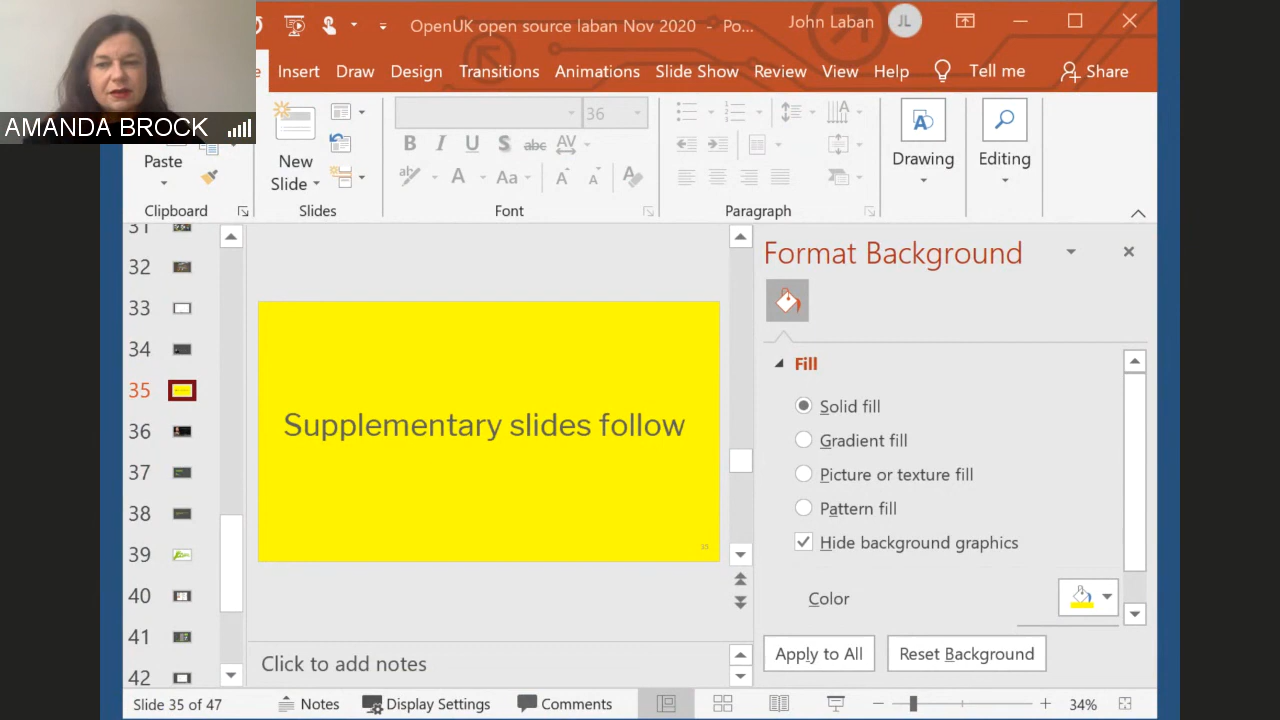 OpenUK open source laban Nov 2020 - Po...
John Laban
JL
Insert Draw Design Transitions Animations Slide Show Review View Help Tell me Share
AMANDA BROCK
Paste
New
Slide
36
B I U S abc AV
A Aa A A A
Drawing
Editing
Clipboard
Slides
Font
Paragraph
31
32
33
34
35
36
37
38
39
40
41
42
Supplementary slides follow
35
Format Background
Fill
Solid fill
Gradient fill
Picture or texture fill
Pattern fill
Hide background graphics
Color
Apply to All
Reset Background
Click to add notes
Slide 35 of 47
Notes
Display Settings
Comments
34%